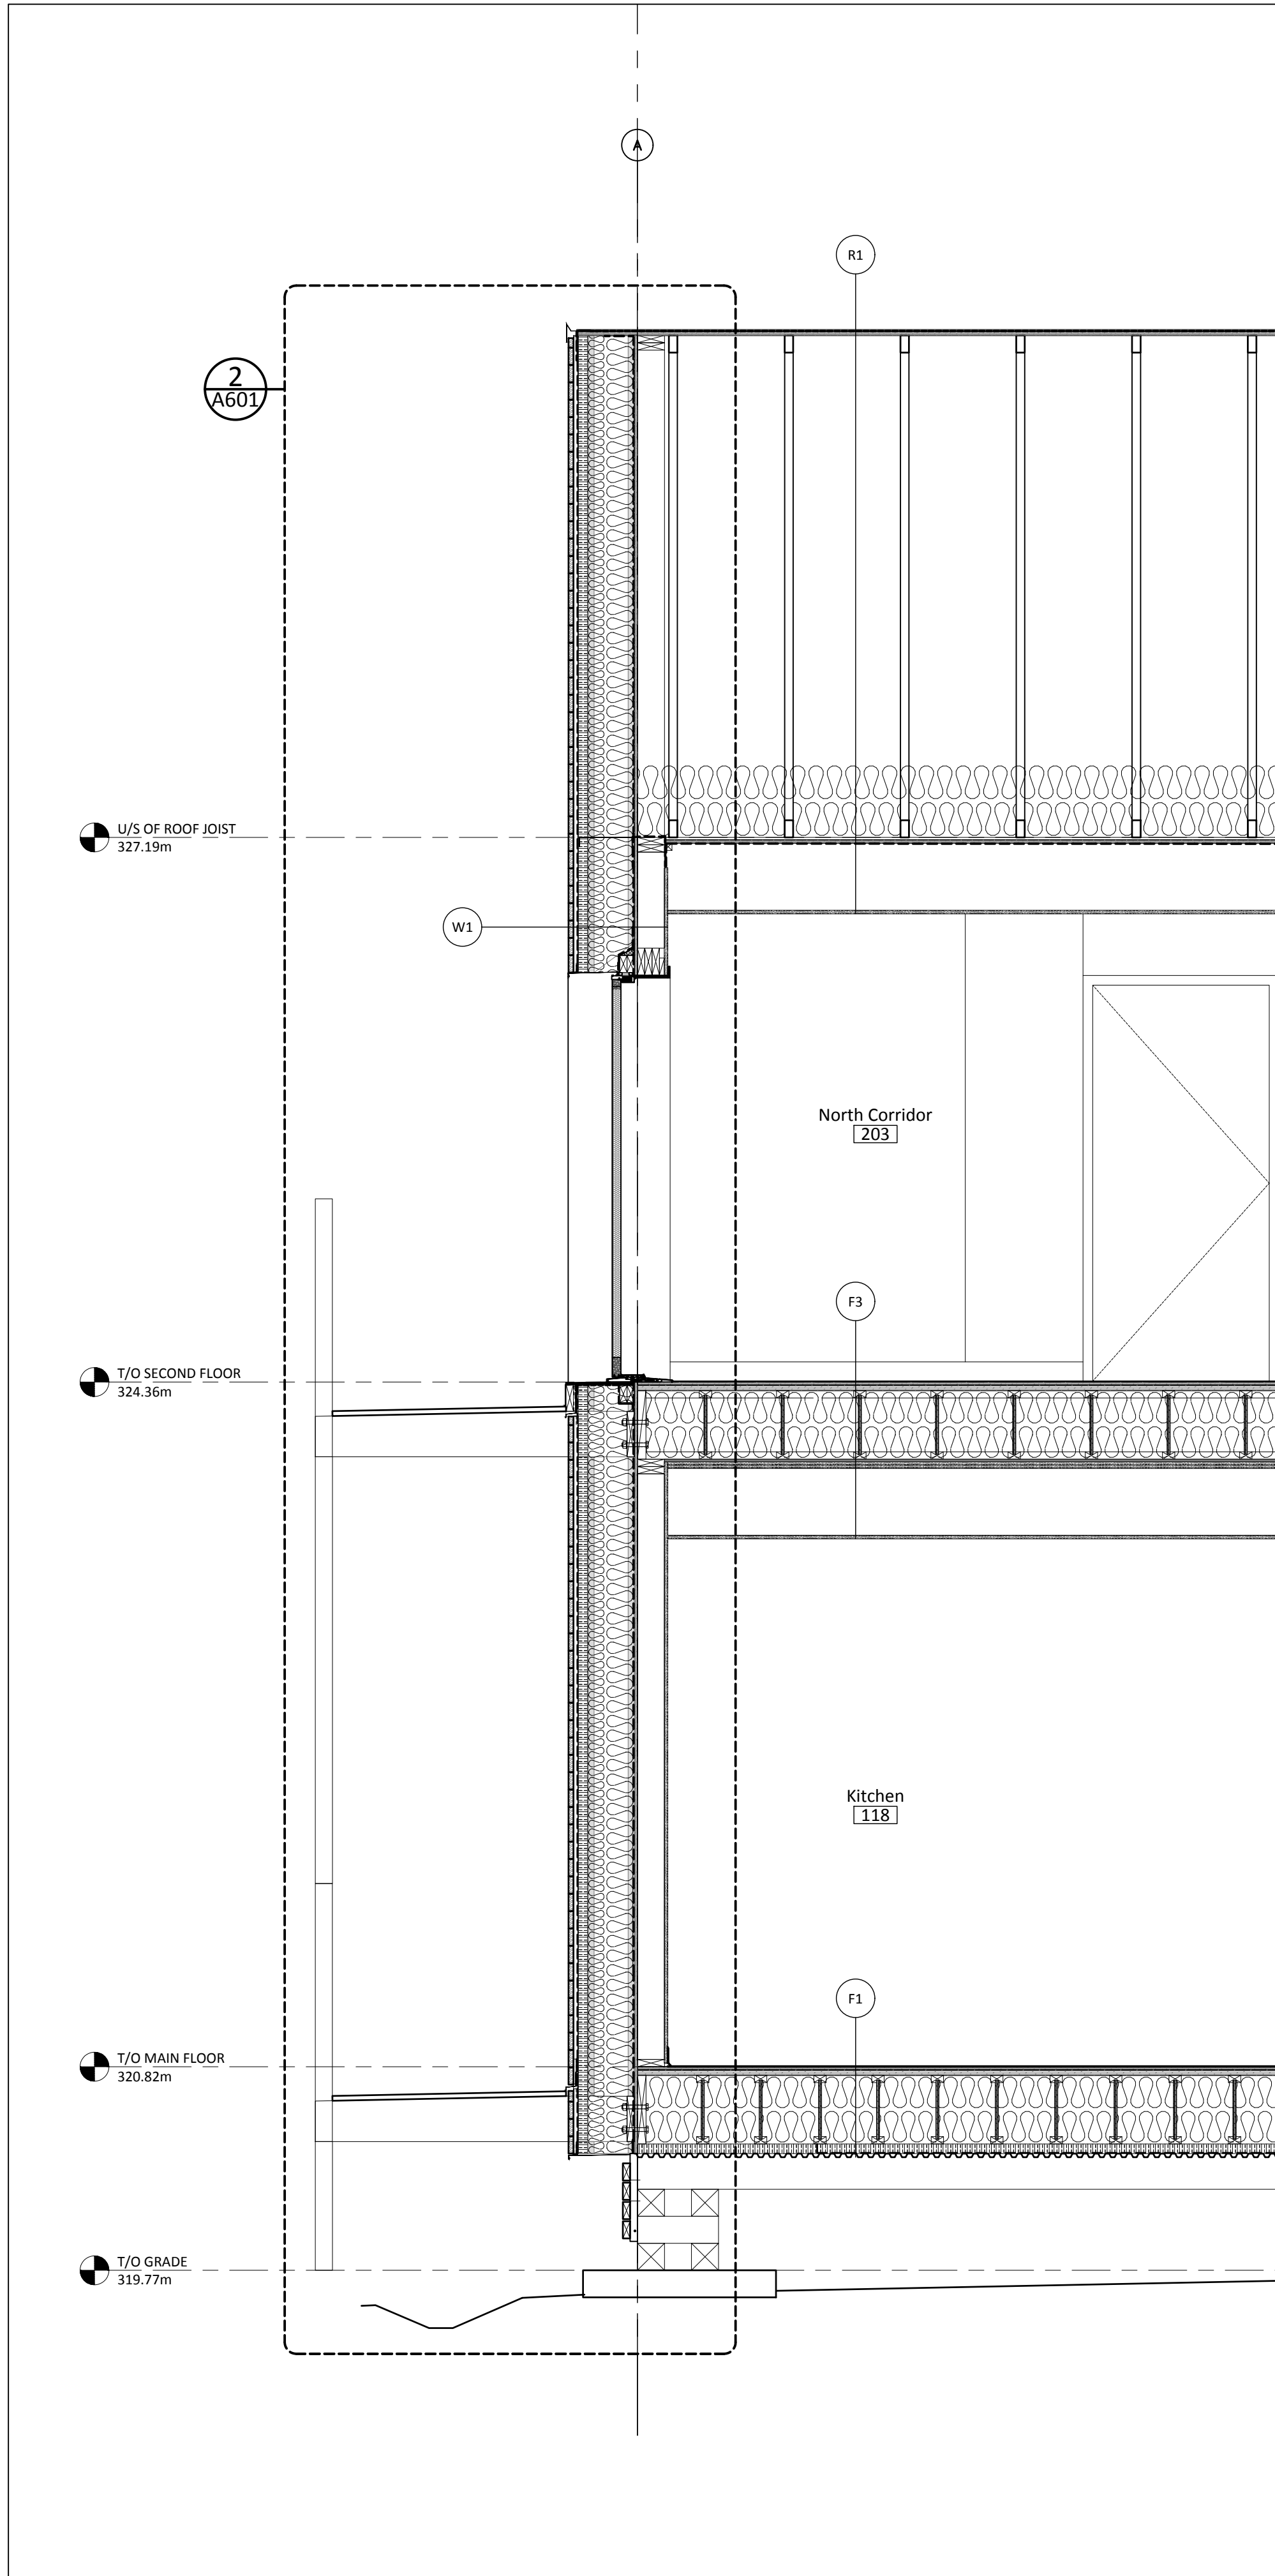 A
R1
2
A601
U/S OF ROOF JOIST
327.19m
W1
North Corridor
203
F3
T/O SECOND FLOOR
324.36m
Kitchen
118
F1
T/O MAIN FLOOR
320.82m
T/O GRADE
319.77m